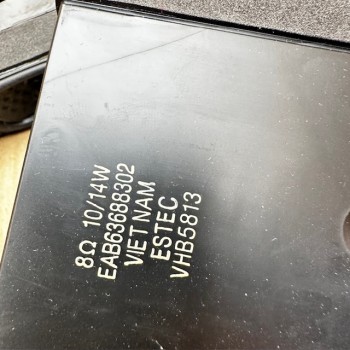 8Ω 10/14W
EAB63688302
VIET NAM
ESTEC
VHB5813